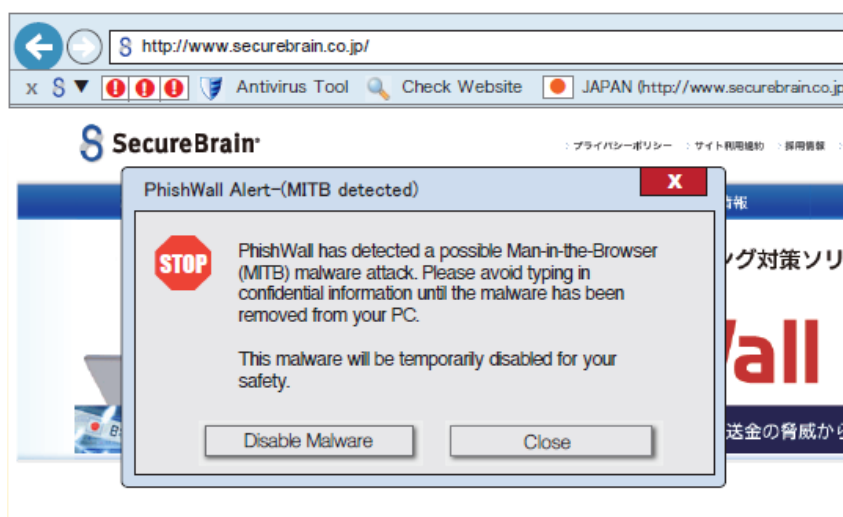 http://www.securebrain.co.jp/
x S ▼ Antivirus Tool Check Website JAPAN (http://www.securebrain.co.jp
SecureBrain
プライバシーポリシー サイト利用規約 採用情報
PhishWall Alert-(MITB detected)
X
情報
STOP
PhishWall has detected a possible Man-in-the-Browser
(MITB) malware attack. Please avoid typing in
confidential information until the malware has been
removed from your PC.
This malware will be temporarily disabled for your
safety.
ング対策ソリ
all
Disable Malware
Close
送金の脅威から